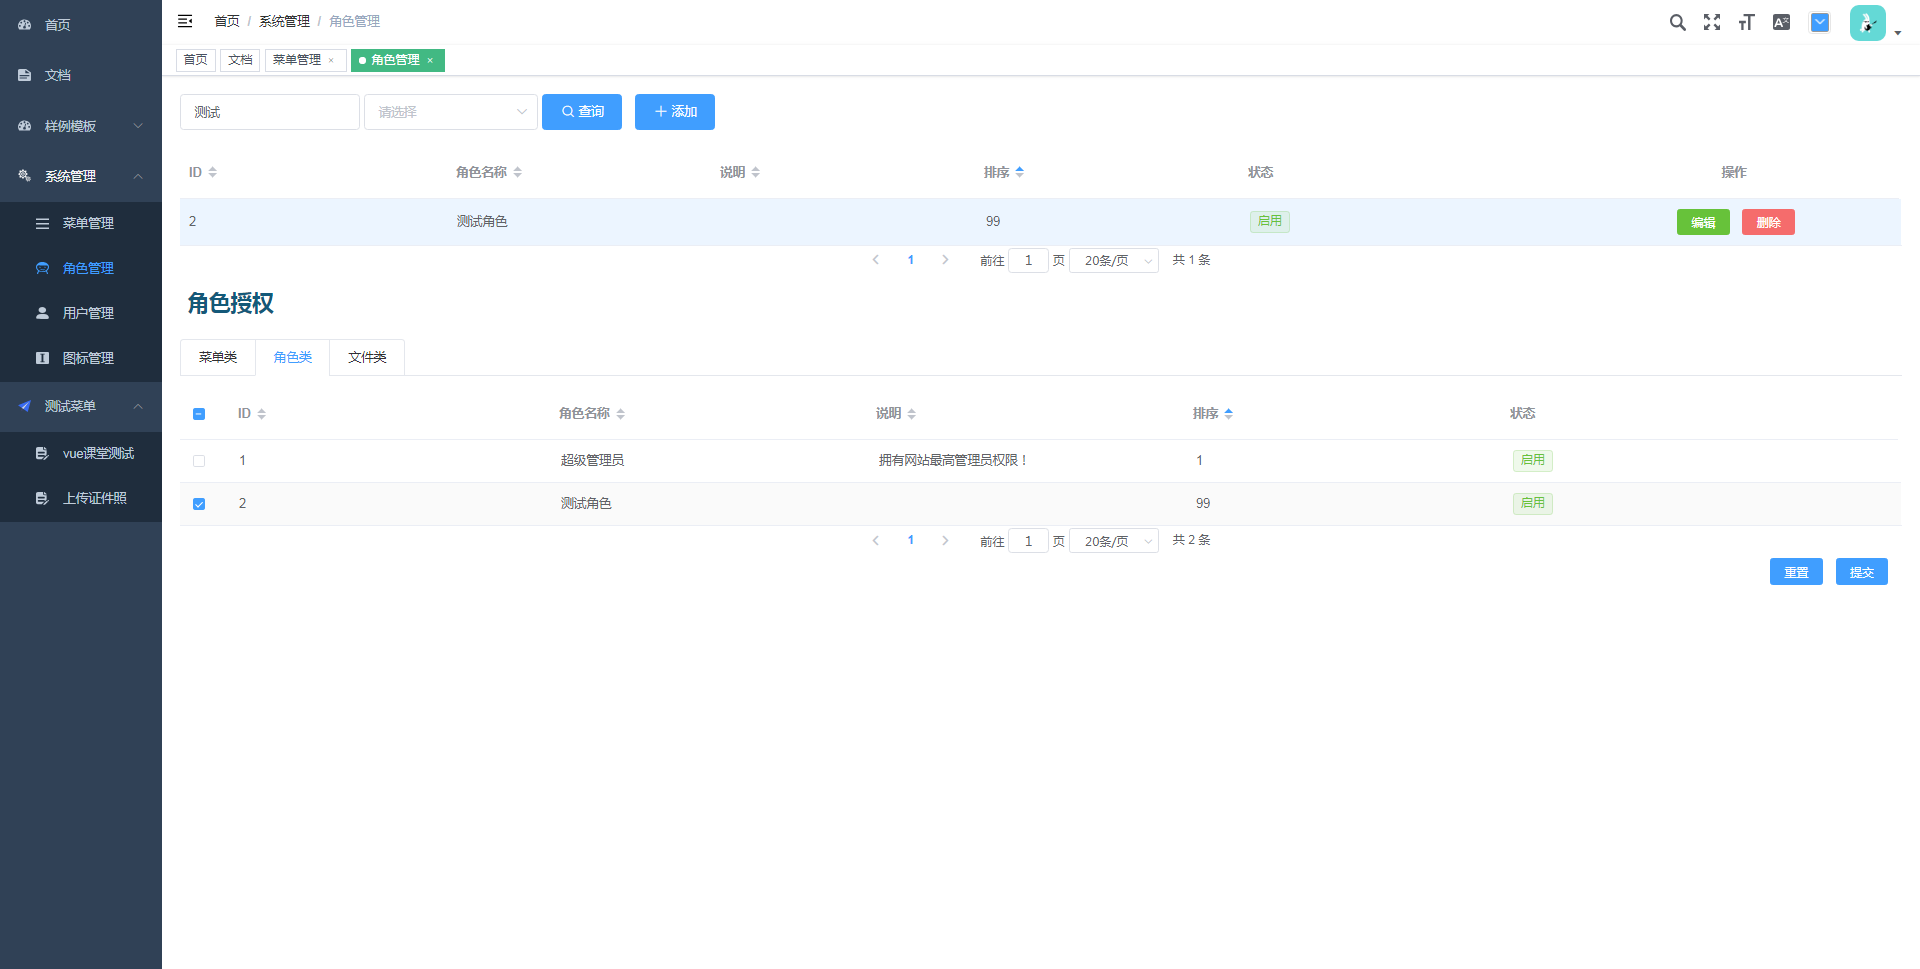 首页
文档
样例模板
系统管理
菜单管理
角色管理
用户管理
图标管理
测试菜单
vue课堂测试
上传证件照
首页 / 系统管理 / 角色管理
首页 文档 菜单管理 × 角色管理 ×
测试 请选择 查询 添加
ID 角色名称 说明 排序 状态 操作
2 测试角色 99 启用 编辑 删除
1 前往 1 页 20条/页 共 1 条
角色授权
菜单类 角色类 文件类
ID 角色名称 说明 排序 状态
1 超级管理员 拥有网站最高管理员权限！ 1 启用
2 测试角色 99 启用
1 前往 1 页 20条/页 共 2 条
重置 提交